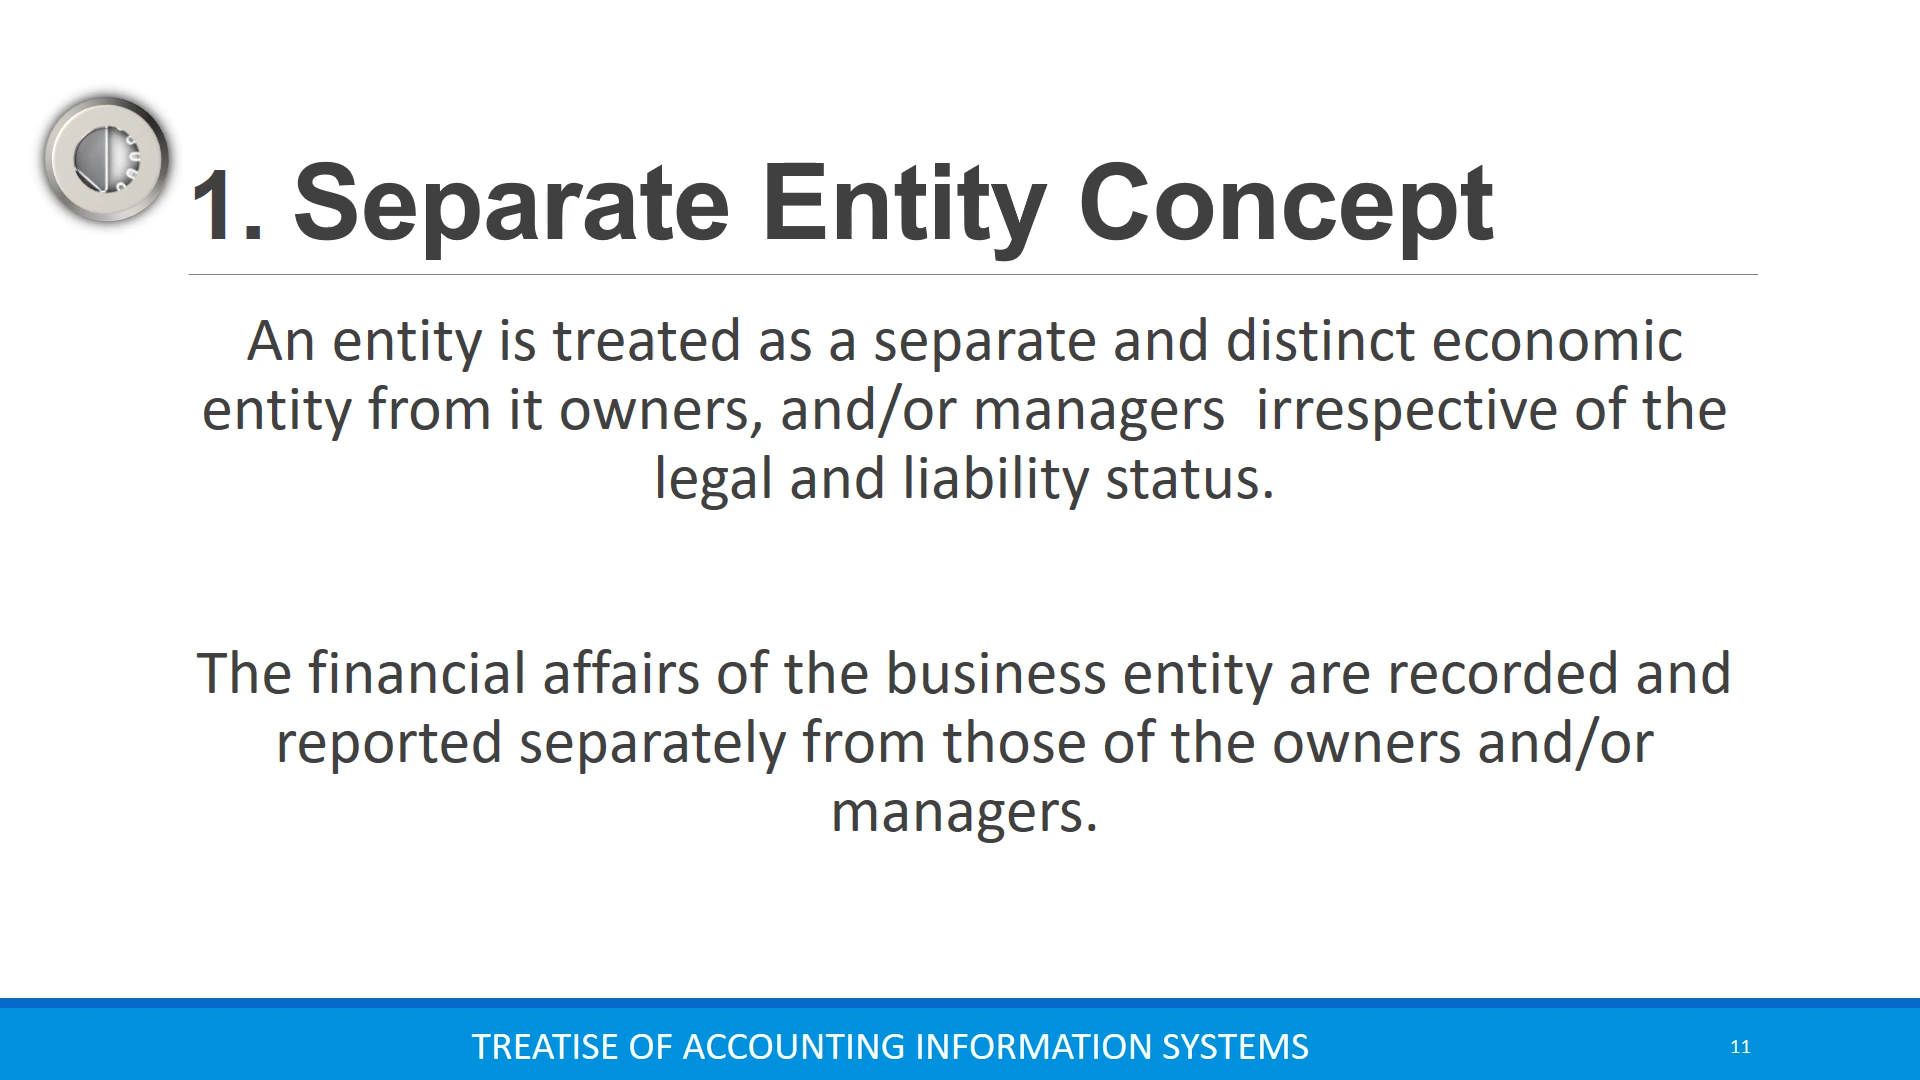 1. Separate Entity Concept
An entity is treated as a separate and distinct economic
entity from it owners, and/or managers  irrespective of the
legal and liability status.
The financial affairs of the business entity are recorded and
reported separately from those of the owners and/or
managers.
TREATISE OF ACCOUNTING INFORMATION SYSTEMS
11